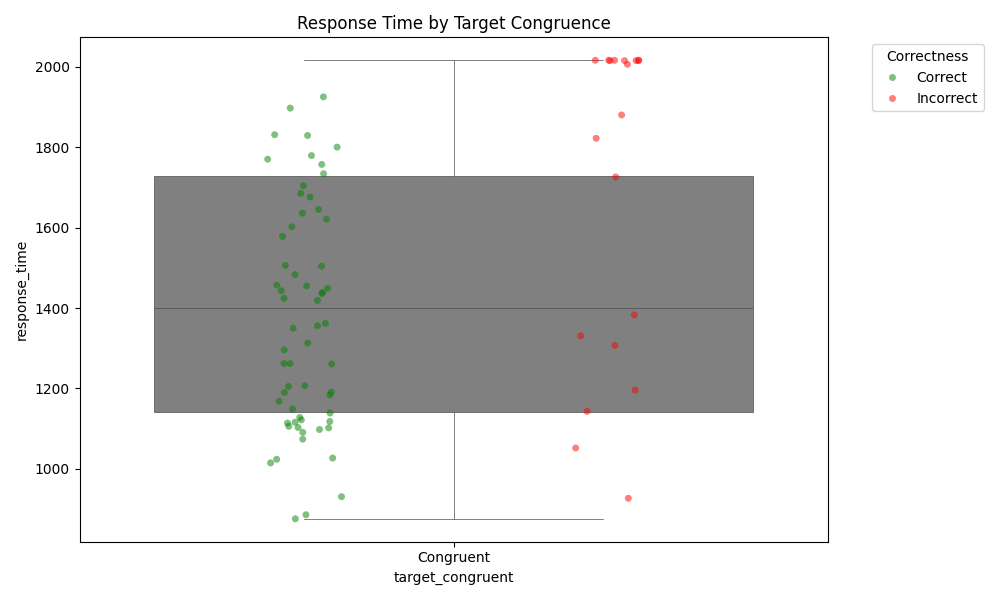 Response Time by Target Congruence
Correctness
Correct
Incorrect
response_time
2000
1800
1600
1400
1200
1000
Congruent
target_congruent